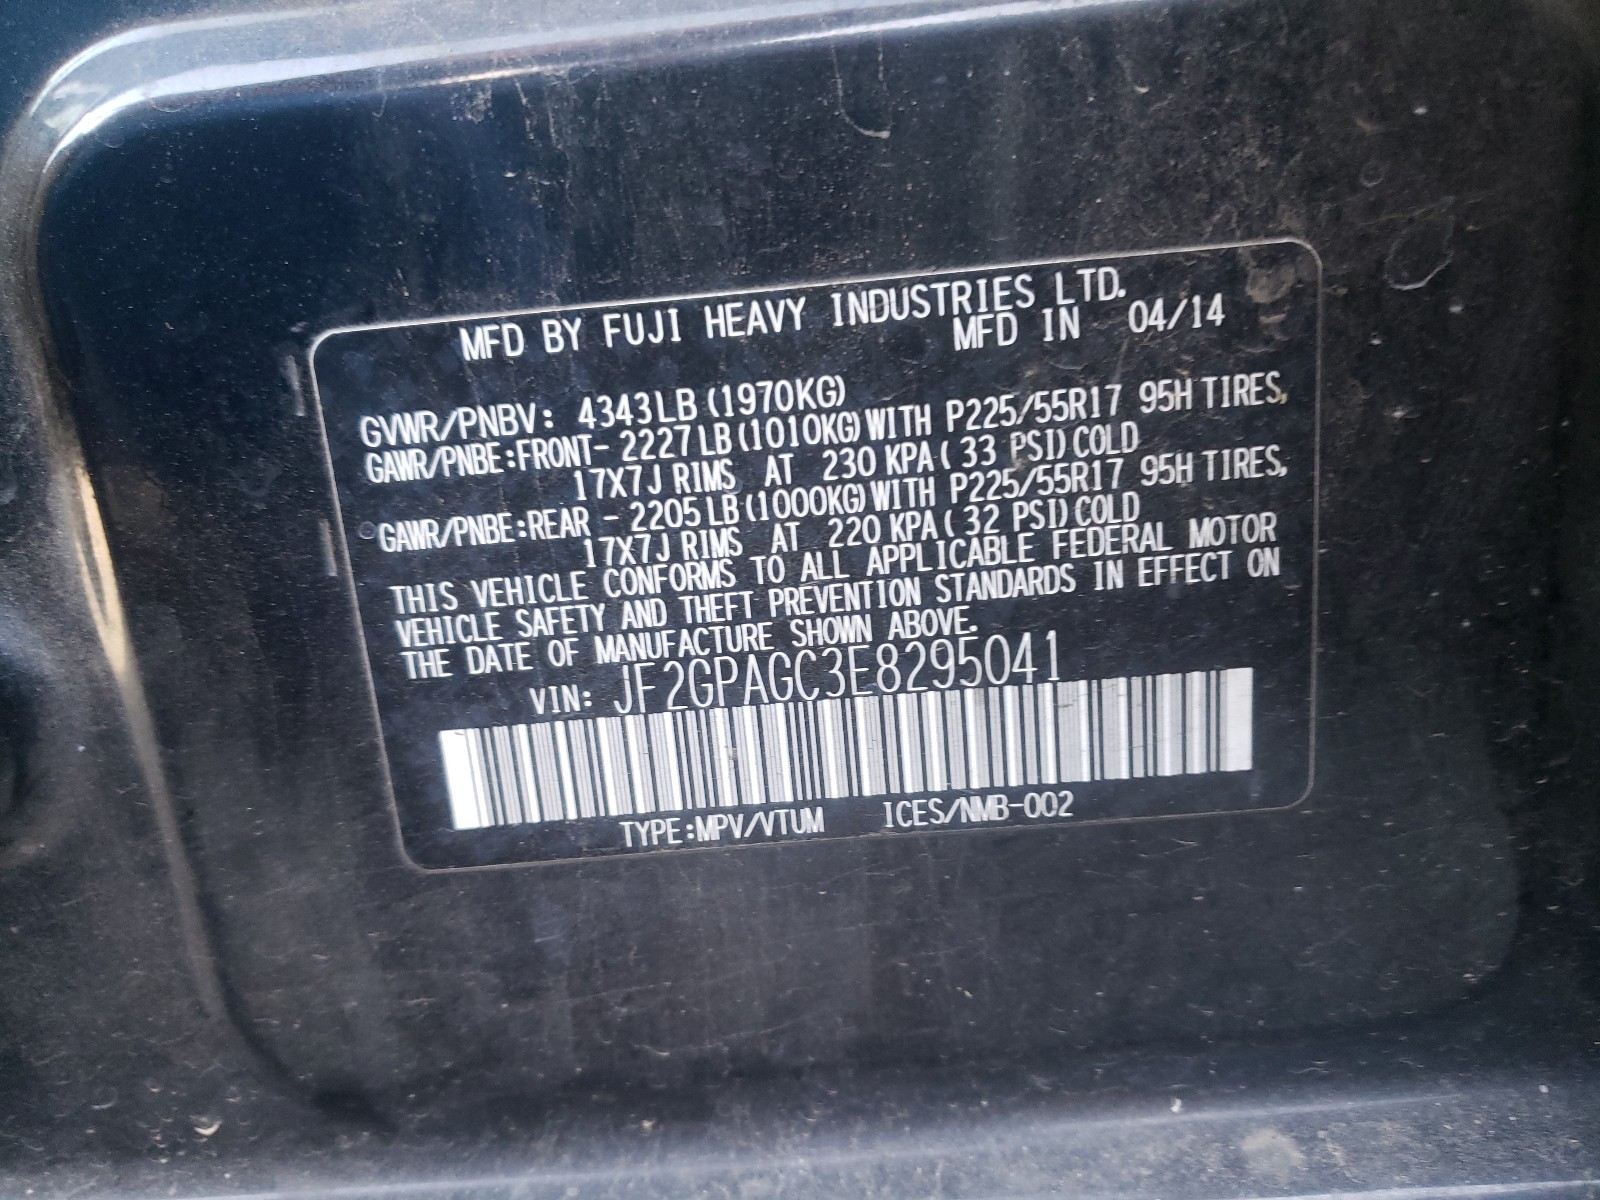 MFD BY FUJI HEAVY INDUSTRIES LTD.
MFD IN 04/14
GVWR/PNBV: 4343LB (1970KG)
GAWR/PNBE:FRONT- 2227LB(1010KG)WITH P225/55R17 95H TIRES,
17X7J RIMS AT 230 KPA( 33 PSI)COLD
GAWR/PNBE:REAR - 2205LB(1000KG)WITH P225/55R17 95H TIRES,
17X7J RIMS AT 220 KPA( 32 PSI)COLD
THIS VEHICLE CONFORMS TO ALL APPLICABLE FEDERAL MOTOR
VEHICLE SAFETY AND THEFT PREVENTION STANDARDS IN EFFECT ON
THE DATE OF MANUFACTURE SHOWN ABOVE.
VIN: JF2GPAGC3E8295041
TYPE:MPV/VTUM ICES/NMB-002